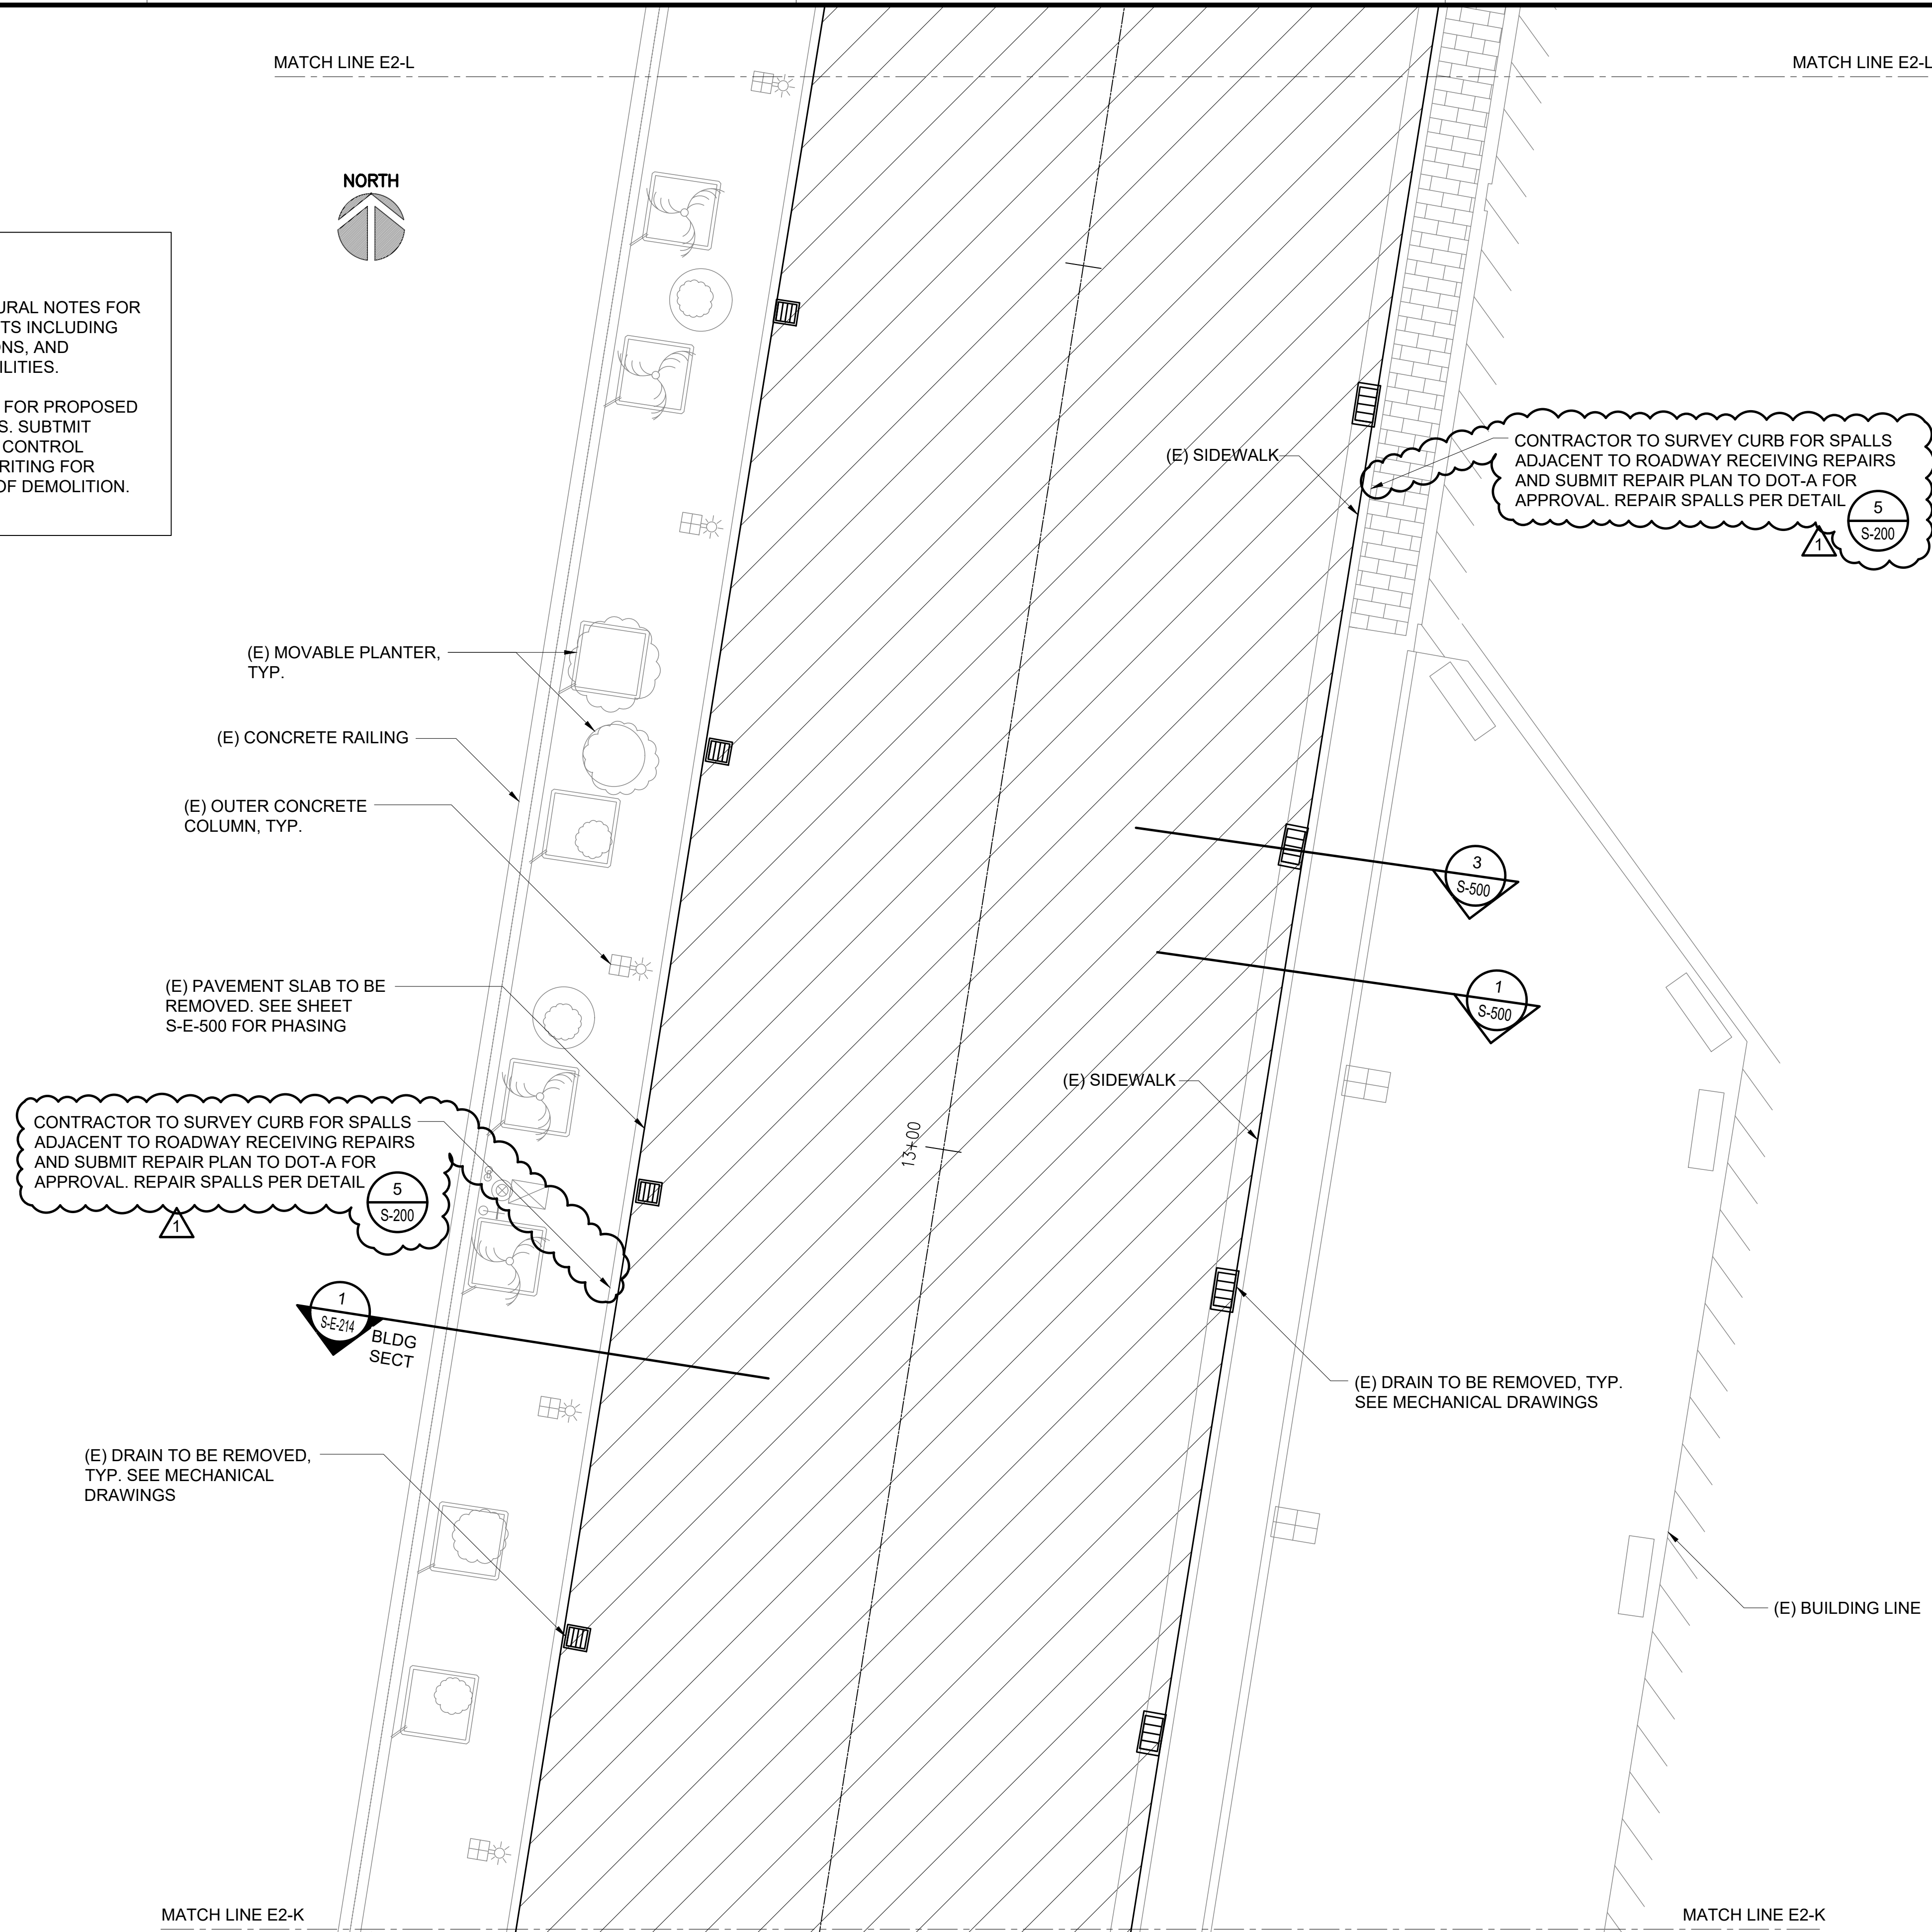 MATCH LINE E2-L
MATCH LINE E2-L
NORTH
URAL NOTES FOR
TS INCLUDING
ONS, AND
ILITIES.
FOR PROPOSED
S. SUBTMIT
CONTROL
RITING FOR
OF DEMOLITION.
(E) SIDEWALK
CONTRACTOR TO SURVEY CURB FOR SPALLS
ADJACENT TO ROADWAY RECEIVING REPAIRS
AND SUBMIT REPAIR PLAN TO DOT-A FOR
APPROVAL. REPAIR SPALLS PER DETAIL
5
S-200
1
(E) MOVABLE PLANTER,
TYP.
(E) CONCRETE RAILING
(E) OUTER CONCRETE
COLUMN, TYP.
3
S-500
(E) PAVEMENT SLAB TO BE
REMOVED. SEE SHEET
S-E-500 FOR PHASING
1
S-500
(E) SIDEWALK
13+00
CONTRACTOR TO SURVEY CURB FOR SPALLS
ADJACENT TO ROADWAY RECEIVING REPAIRS
AND SUBMIT REPAIR PLAN TO DOT-A FOR
APPROVAL. REPAIR SPALLS PER DETAIL
5
S-200
1
1
S-E-214
BLDG
SECT
(E) DRAIN TO BE REMOVED, TYP.
SEE MECHANICAL DRAWINGS
(E) DRAIN TO BE REMOVED,
TYP. SEE MECHANICAL
DRAWINGS
(E) BUILDING LINE
MATCH LINE E2-K
MATCH LINE E2-K